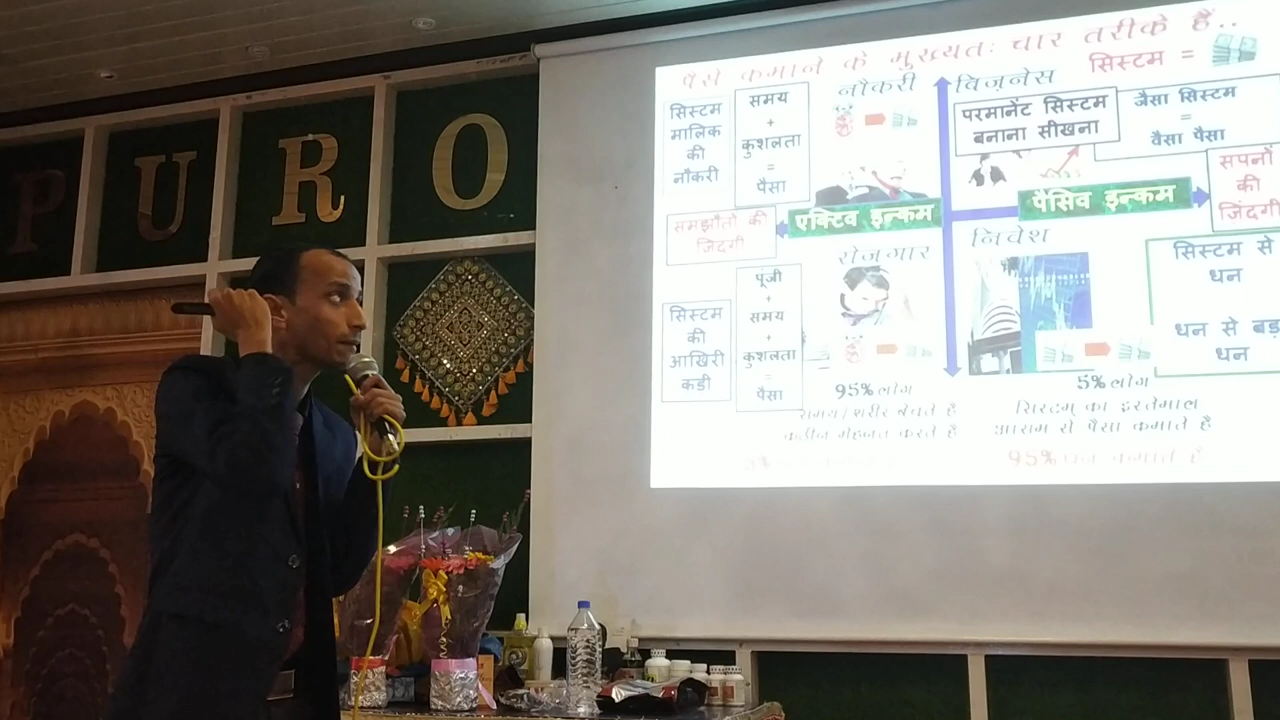 PURO
पैसे कमाने के मुख्यतः चार तरीके हैं..
सिस्टम =
सिस्टम
मालिक
की
नौकरी
समय
+
कुशलता
=
पैसा
नौकरी
बिज़नेस
परमानेंट सिस्टम
बनाना सीखना
जैसा सिस्टम
=
वैसा पैसा
समझौतों की
जिंदगी
एक्टिव इन्कम
पैसिव इन्कम
सपनों
की
जिंदगी
सिस्टम
की
आखिरी
कड़ी
पूंजी
+
समय
+
कुशलता
=
पैसा
रोजगार
निवेश
सिस्टम से
धन
धन से बड़
धन
95% लोग
समय/शरीर बेचते है
कठीन मेहनत करते है
5% लोग
सिस्टम् का इस्तेमाल
आराम से पैसा कमाते है
95% धन कमाते है